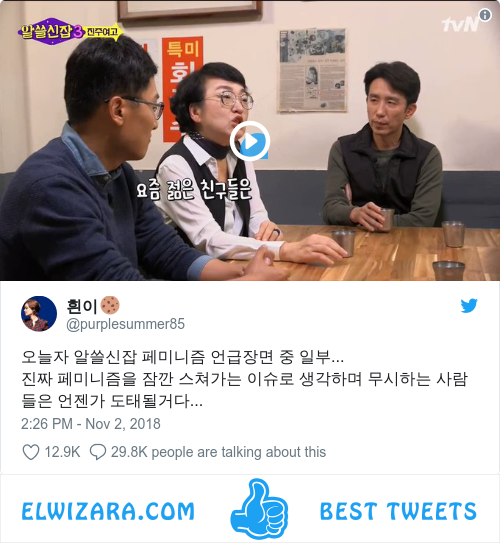 알쓸신잡3 진주여고
tvN
특미
회
요즘 젊은 친구들은
흰이
@purplesummer85
오늘자 알쓸신잡 페미니즘 언급장면 중 일부...
진짜 페미니즘을 잠깐 스쳐가는 이슈로 생각하며 무시하는 사람
들은 언젠가 도태될거다...
2:26 PM - Nov 2, 2018
12.9K 29.8K people are talking about this
ELWIZARA.COM BEST TWEETS